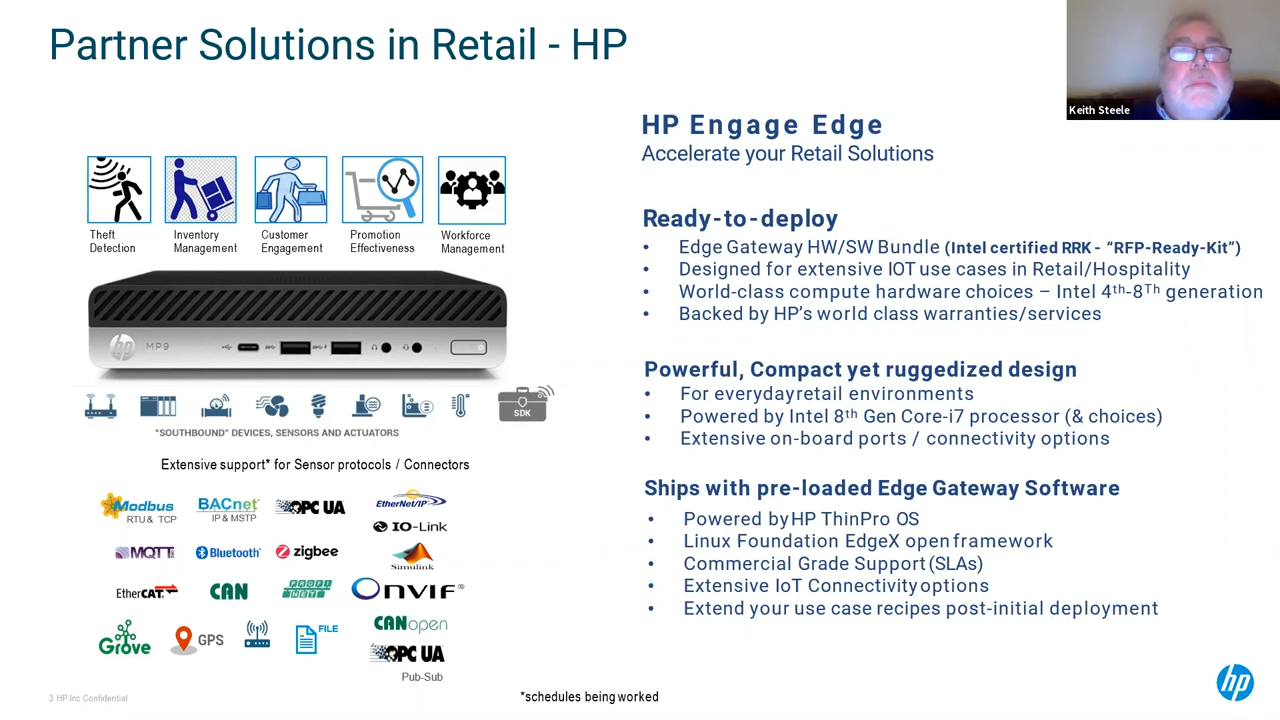 Partner Solutions in Retail - HP
Keith Steele
HP Engage Edge
Accelerate your Retail Solutions
Theft
Detection
Inventory
Management
Customer
Engagement
Promotion
Effectiveness
Workforce
Management
hp MP9
SDK
"SOUTHBOUND" DEVICES, SENSORS AND ACTUATORS
Extensive support* for Sensor protocols / Connectors
Modbus
RTU & TCP
BACnet
IP & MSTP
OPC UA
EtherNet/IP
IO-Link
MQTT
Bluetooth
zigbee
Simulink
EtherCAT
CAN
PROFI
NET
ONVIF
Grove
GPS
FILE
CANopen
OPC UA
Pub-Sub
Ready-to-deploy
• Edge Gateway HW/SW Bundle (Intel certified RRK - “RFP-Ready-Kit”)
• Designed for extensive IOT use cases in Retail/Hospitality
• World-class compute hardware choices – Intel 4th-8Th generation
• Backed by HP’s world class warranties/services
Powerful, Compact yet ruggedized design
• For everydayretail environments
• Powered by Intel 8th Gen Core-i7 processor (& choices)
• Extensive on-board ports / connectivity options
Ships with pre-loaded Edge Gateway Software
• Powered by HP ThinPro OS
• Linux Foundation EdgeX open framework
• Commercial Grade Support (SLAs)
• Extensive IoT Connectivity options
• Extend your use case recipes post-initial deployment
3 HP Inc Confidential
*schedules being worked
hp